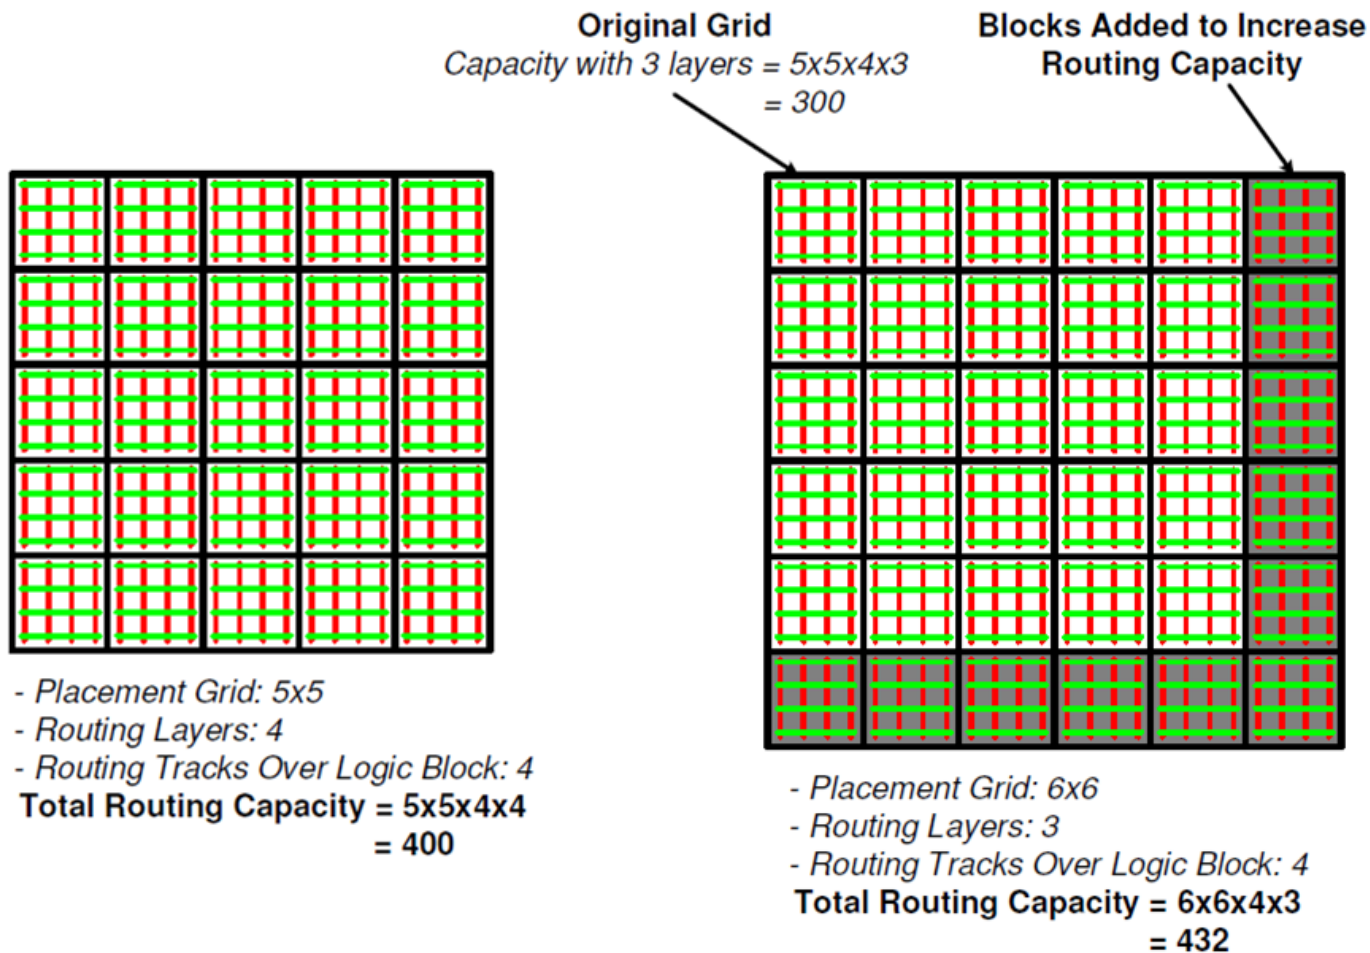 Original Grid
Capacity with 3 layers = 5x5x4x3
= 300
Blocks Added to Increase
Routing Capacity
- Placement Grid: 5x5
- Routing Layers: 4
- Routing Tracks Over Logic Block: 4
Total Routing Capacity = 5x5x4x4
= 400
- Placement Grid: 6x6
- Routing Layers: 3
- Routing Tracks Over Logic Block: 4
Total Routing Capacity = 6x6x4x3
= 432